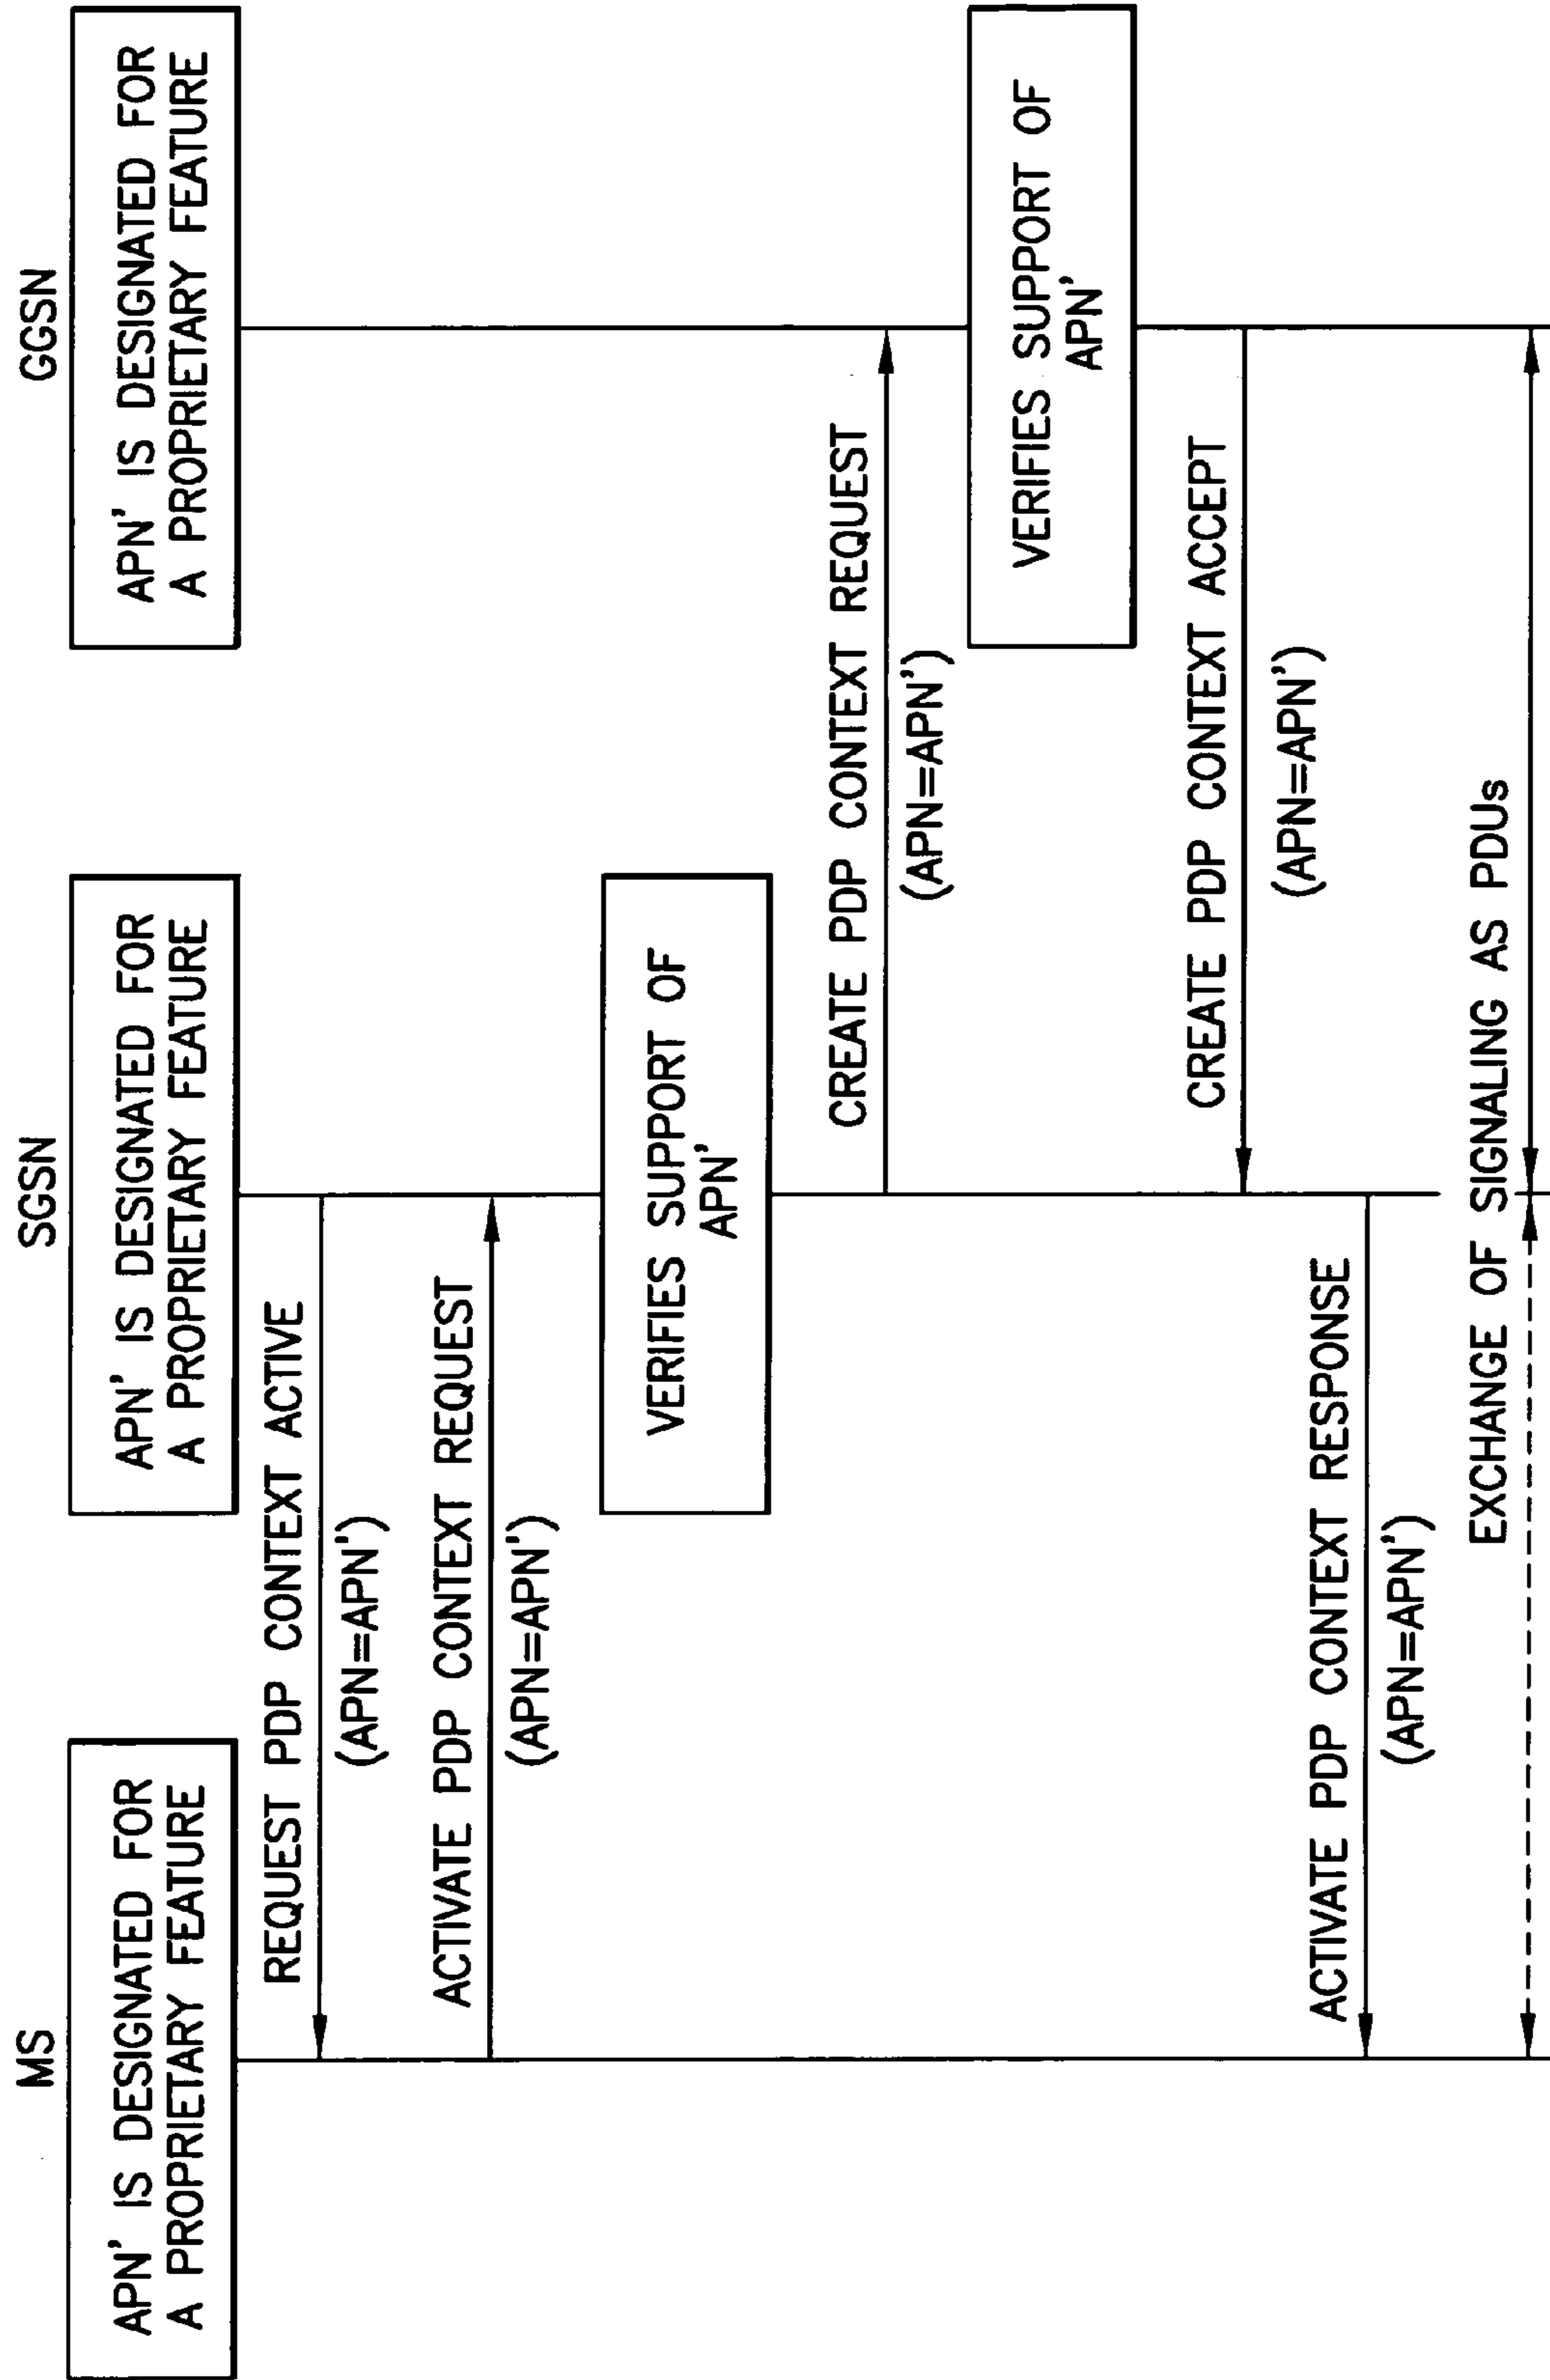 MS
SGSN
GGSN
APN' IS DESIGNATED FOR
A PROPRIETARY FEATURE
APN' IS DESIGNATED FOR
A PROPRIETARY FEATURE
APN' IS DESIGNATED FOR
A PROPRIETARY FEATURE
REQUEST PDP CONTEXT ACTIVE
(APN=APN')
ACTIVATE PDP CONTEXT REQUEST
(APN=APN')
VERIFIES SUPPORT OF
APN'
CREATE PDP CONTEXT REQUEST
(APN=APN')
VERIFIES SUPPORT OF
APN'
CREATE PDP CONTEXT ACCEPT
(APN=APN')
ACTIVATE PDP CONTEXT RESPONSE
(APN=APN')
EXCHANGE OF SIGNALING AS PDUs